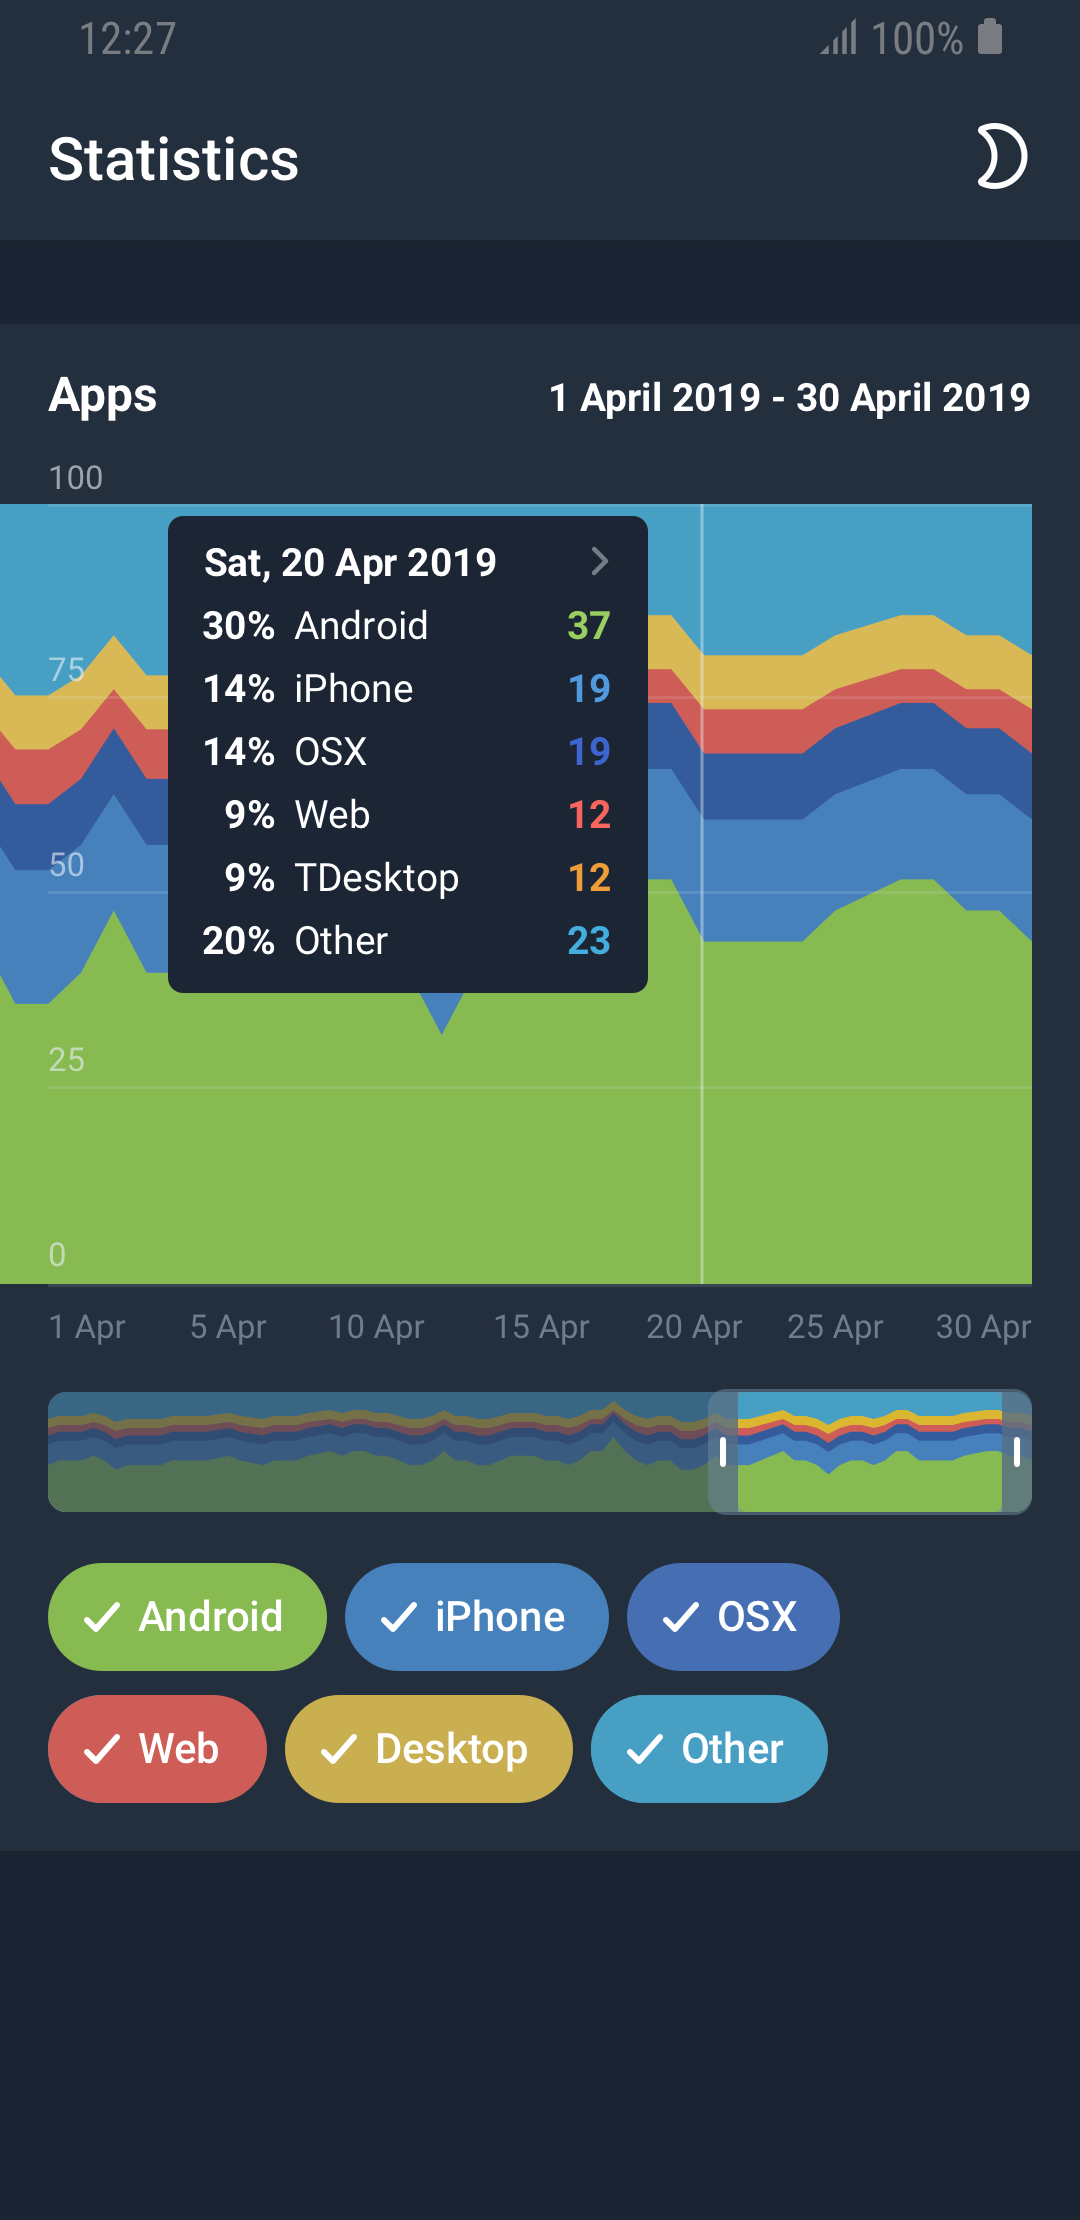 12:27 100%
Statistics
Apps 1 April 2019 - 30 April 2019
100
Sat, 20 Apr 2019
30% Android 37
75
14% iPhone 19
14% OSX 19
9% Web 12
50
9% TDesktop 12
20% Other 23
25
0
1 Apr 5 Apr 10 Apr 15 Apr 20 Apr 25 Apr 30 Apr
Android iPhone OSX
Web Desktop Other